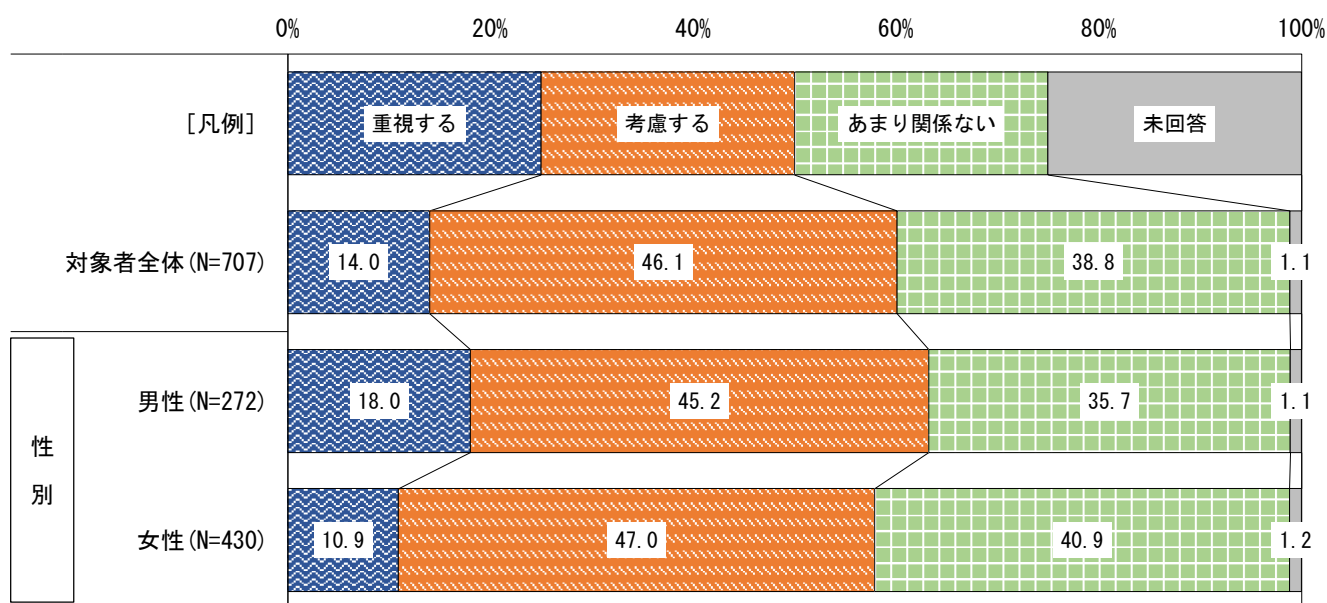 0% 20% 40% 60% 80% 100%
[凡例] 重視する 考慮する あまり関係ない 未回答
対象者全体(N=707) 14.0 46.1 38.8 1.1
性別
男性(N=272) 18.0 45.2 35.7 1.1
女性(N=430) 10.9 47.0 40.9 1.2